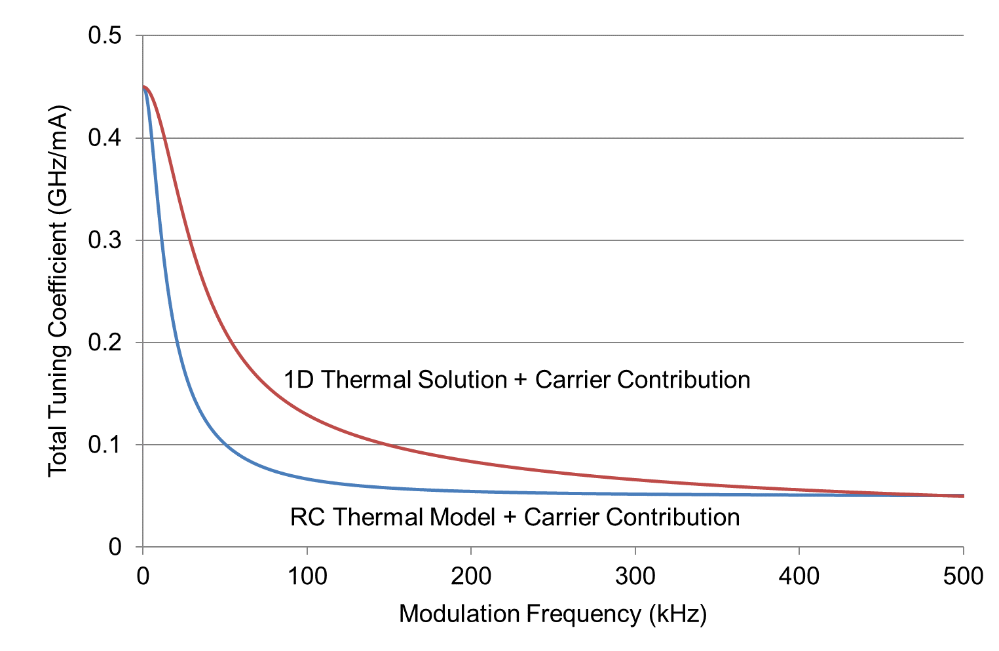 0.5
0.4
0.3
0.2
0.1
0
Total Tuning Coefficient (GHz/mA)
1D Thermal Solution + Carrier Contribution
RC Thermal Model + Carrier Contribution
0 100 200 300 400 500
Modulation Frequency (kHz)